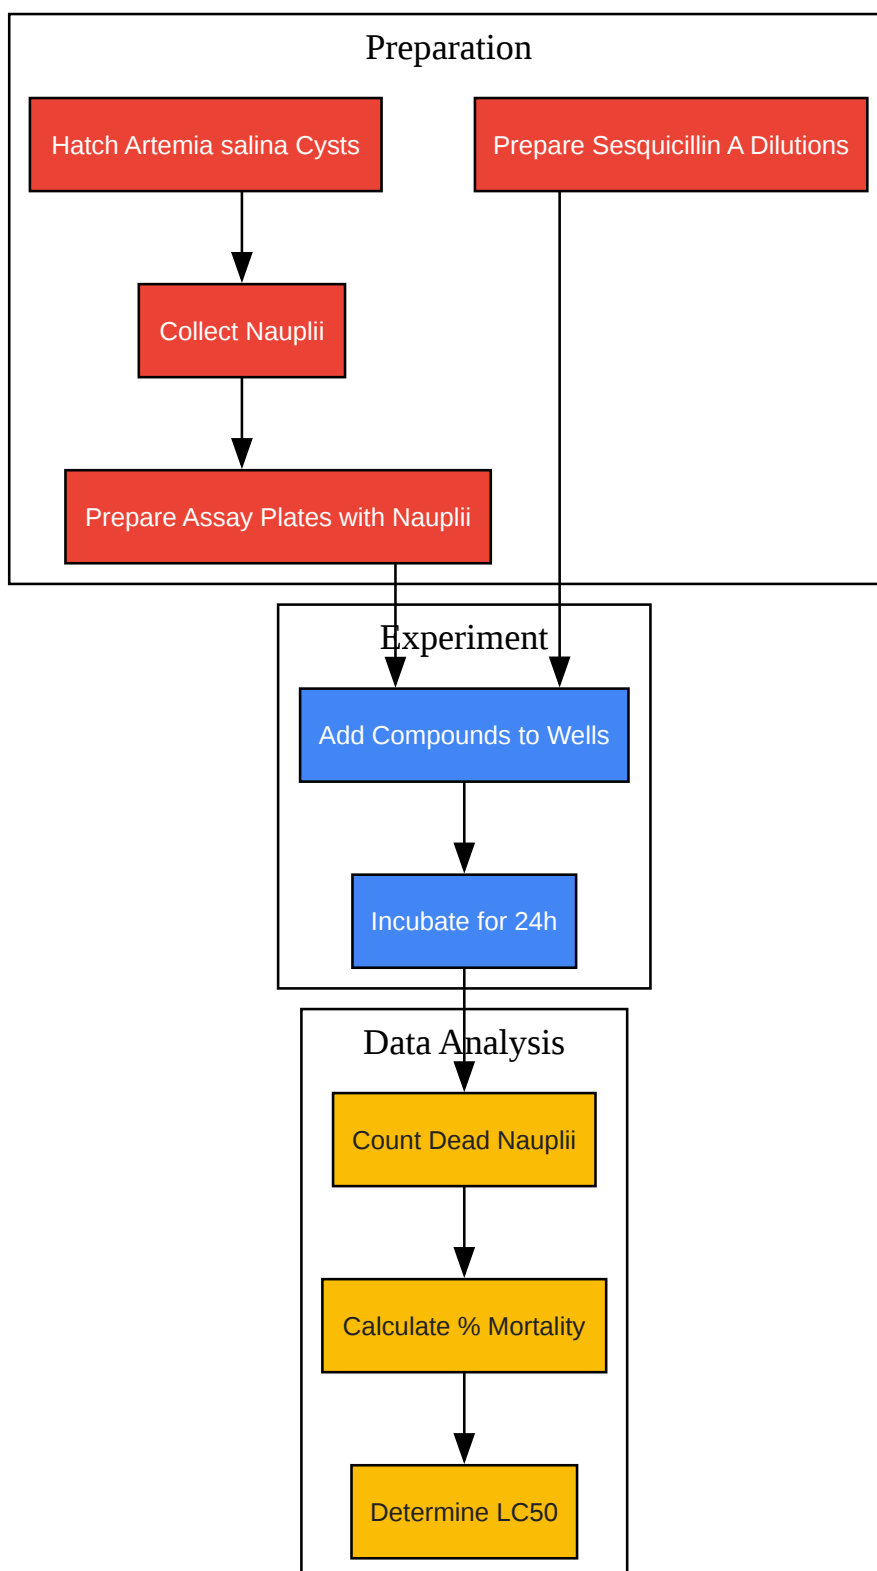 Preparation
Hatch Artemia salina Cysts
Prepare Sesquicillin A Dilutions
Collect Nauplii
Prepare Assay Plates with Nauplii
Experiment
Add Compounds to Wells
Incubate for 24h
Data Analysis
Count Dead Nauplii
Calculate % Mortality
Determine LC50